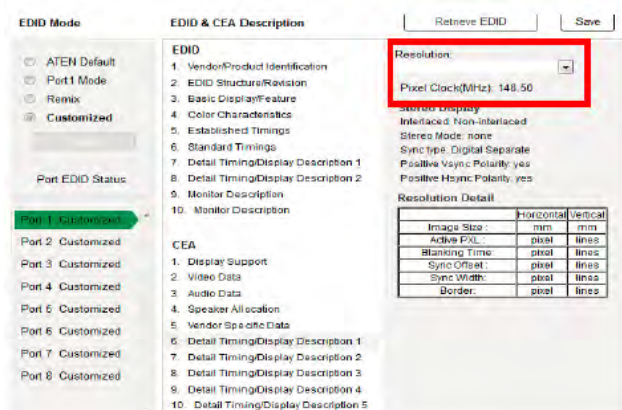 EDID Mode
EDID & CEA Description
Retrieve EDID
Save
ATEN Default
Port1 Mode
Remix
Customized
Port EDID Status
Port 1 Customized
Port 2 Customized
Port 3 Customized
Port 4 Customized
Port 5 Customized
Port 6 Customized
Port 7 Customized
Port 8 Customized
EDID
1. Vendor/Product Identification
2. EDID Structure/Revision
3. Basic Display/Feature
4. Color Characteristics
5. Established Timings
6. Standard Timings
7. Detail Timing/Display Description 1
8. Detail Timing/Display Description 2
9. Monitor Description
10. Monitor Description
CEA
1. Display Support
2. Video Data
3. Audio Data
4. Speaker Allocation
5. Vendor Specific Data
6. Detail Timing/Display Description 1
7. Detail Timing/Display Description 2
8. Detail Timing/Display Description 3
9. Detail Timing/Display Description 4
10. Detail Timing/Display Description 5
Resolution:
Pixel Clock(MHz): 148.50
Stereo Display
Interlaced: Non-interlaced
Stereo Mode: none
Sync type: Digital Separate
Positive Vsync Polarity: yes
Positive Hsync Polarity: yes
Resolution Detail
Horizontal Vertical
Image Size : mm mm
Active PXL : pixel lines
Blanking Time: pixel lines
Sync Offset : pixel lines
Sync Width: pixel lines
Border: pixel lines